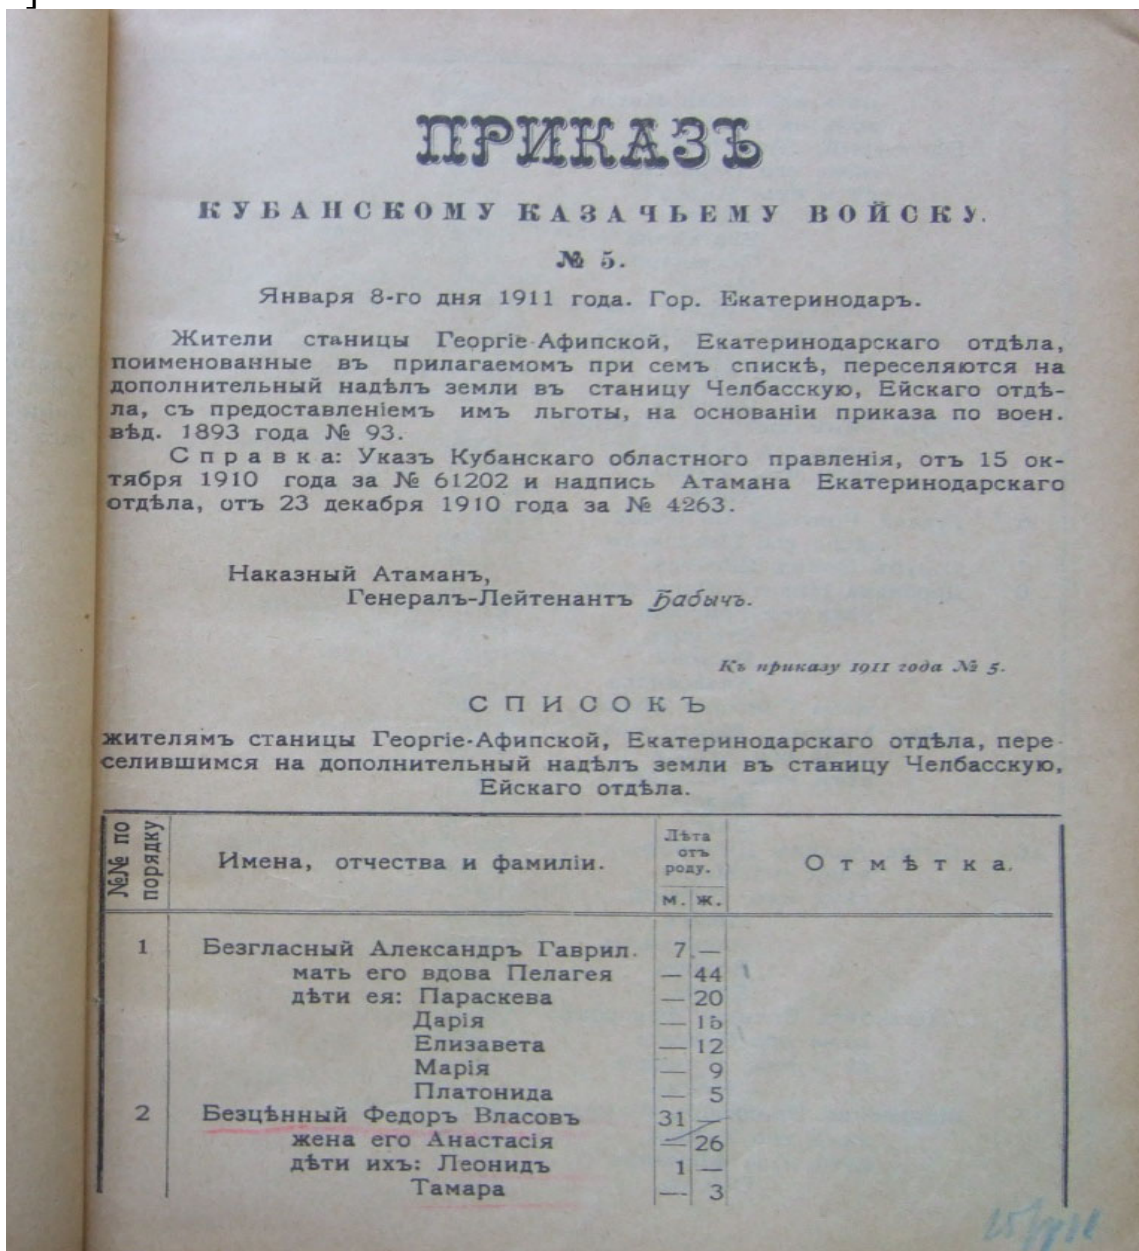 ПРИКАЗЪ
КУБАНСКОМУ КАЗАЧЬЕМУ ВОЙСКУ.
№ 5.
Января 8-го дня 1911 года. Гор. Екатеринодаръ.
Жители станицы Георгіе-Афипской, Екатеринодарскаго отдѣла,
поименованные въ прилагаемомъ при семъ спискѣ, переселяются на
дополнительный надѣлъ земли въ станицу Челбасскую, Ейскаго отдѣ-
ла, съ предоставленіемъ имъ льготы, на основаніи приказа по воен.
вѣд. 1893 года № 93.
Справка: Указъ Кубанскаго областного правленія, отъ 15 ок-
тября 1910 года за № 61202 и надпись Атамана Екатеринодарскаго
отдѣла, отъ 23 декабря 1910 года за № 4263.
Наказный Атаманъ,
Генералъ-Лейтенантъ Бабычъ.
Къ приказу 1911 года № 5.
СПИСОКЪ
жителямъ станицы Георгіе-Афипской, Екатеринодарскаго отдѣла, пере-
селившимся на дополнительный надѣлъ земли въ станицу Челбасскую,
Ейскаго отдѣла.
№№ по порядку Имена, отчества и фамиліи. Лѣта отъ роду. Отмѣтка.
м. ж.
1 Безгласный Александръ Гаврил. 7 —
мать его вдова Пелагея — 44
дѣти ея: Параскева — 20
Дарія — 15
Елизавета — 12
Марія — 9
Платонида — 5
2 Безцѣнный Федоръ Власовъ 31 —
жена его Анастасія — 26
дѣти ихъ: Леонидъ 1 —
Тамара — 3